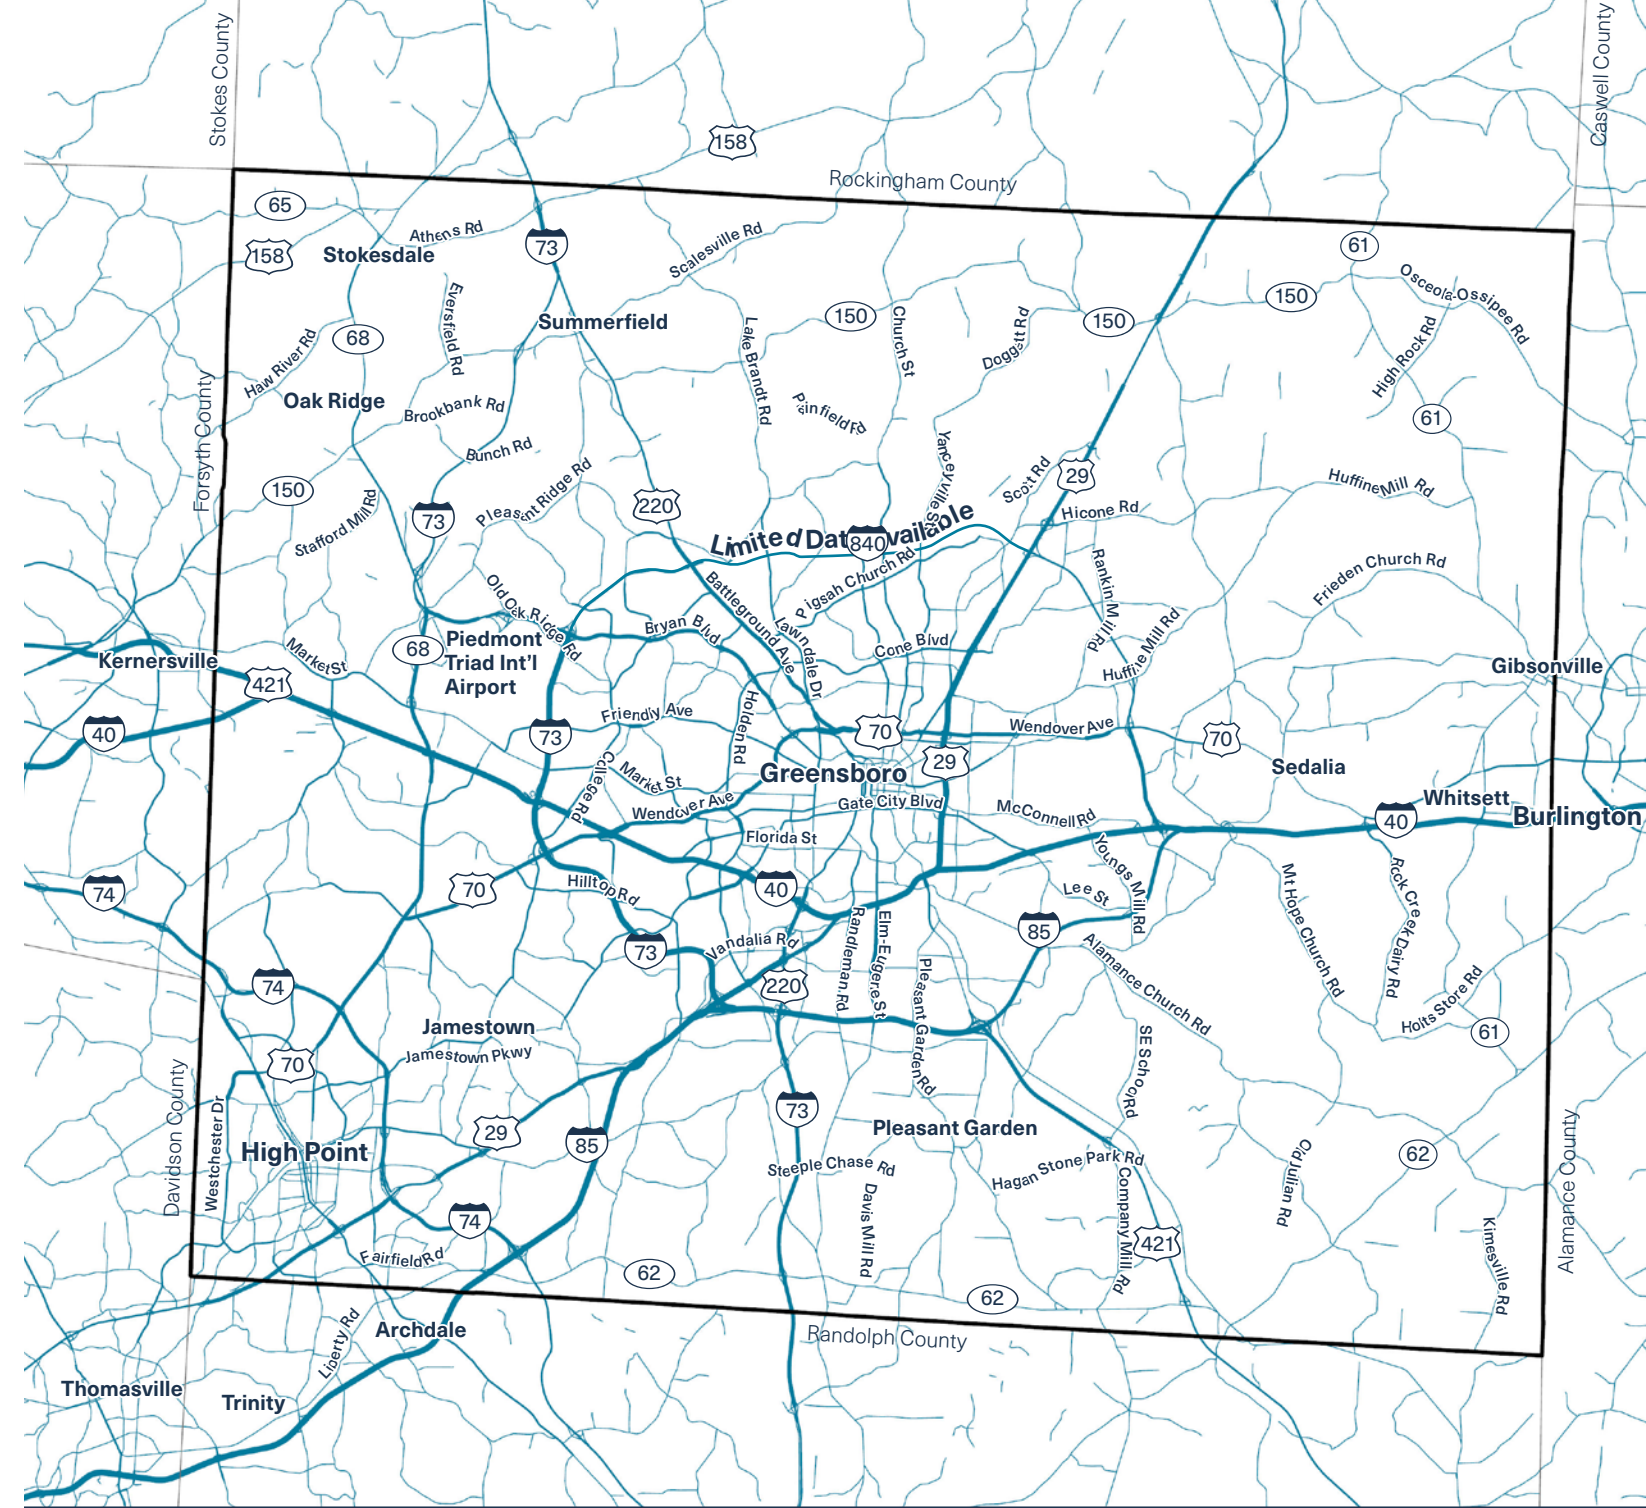 Stokes County
Caswell County
158
Rockingham County
65
61
Athens Rd
Scalesville Rd
73
158
Stokesdale
Osceola-Ossipee Rd
150
Eversfield Rd
Summerfield
150
Church St
Doggett Rd
150
68
Haw River Rd
Lake Brandt Rd
High Rock Rd
Forsyth County
Oak Ridge
Brookbank Rd
61
Bunch Rd
Yanceyville St
Scott Rd
29
150
Pleasant Ridge Rd
Huffine Mill Rd
Stafford Mill Rd
73
220
Hicone Rd
Limited Data Available
840
Pigsah Church Rd
Rankin Mill Rd
Frieden Church Rd
Old Oak Ridge Rd
Battleground Ave
Lawndale Dr
Bryan Blvd
Cone Blvd
Huffine Mill Rd
68
Piedmont
Triad Int'l
Airport
Market St
Kernersville
421
Gibsonville
40
Friendly Ave
Holden Rd
73
70
Wendover Ave
70
29
College Rd
Market St
Greensboro
Sedalia
Wendover Ave
Gate City Blvd
McConnell Rd
Whitsett
40
Burlington
Florida St
Youngs Mill Rd
74
70
Hilltop Rd
40
Lee St
Mt Hope Church Rd
Rock Creek Dairy Rd
73
Vandalia Rd
Randleman Rd
Elm-Eugene St
85
Alamance Church Rd
74
220
Pleasant Garden Rd
Holts Store Rd
61
Jamestown
Jamestown Pkwy
SE School Rd
70
Davidson County
Westchester Dr
73
29
85
Pleasant Garden
High Point
Steeple Chase Rd
Hagan Stone Park Rd
Old Julian Rd
62
Alamance County
Davis Mill Rd
Company Mill Rd
421
74
Fairfield Rd
Kimesville Rd
62
62
Liberty Rd
Archdale
Randolph County
Thomasville
Trinity